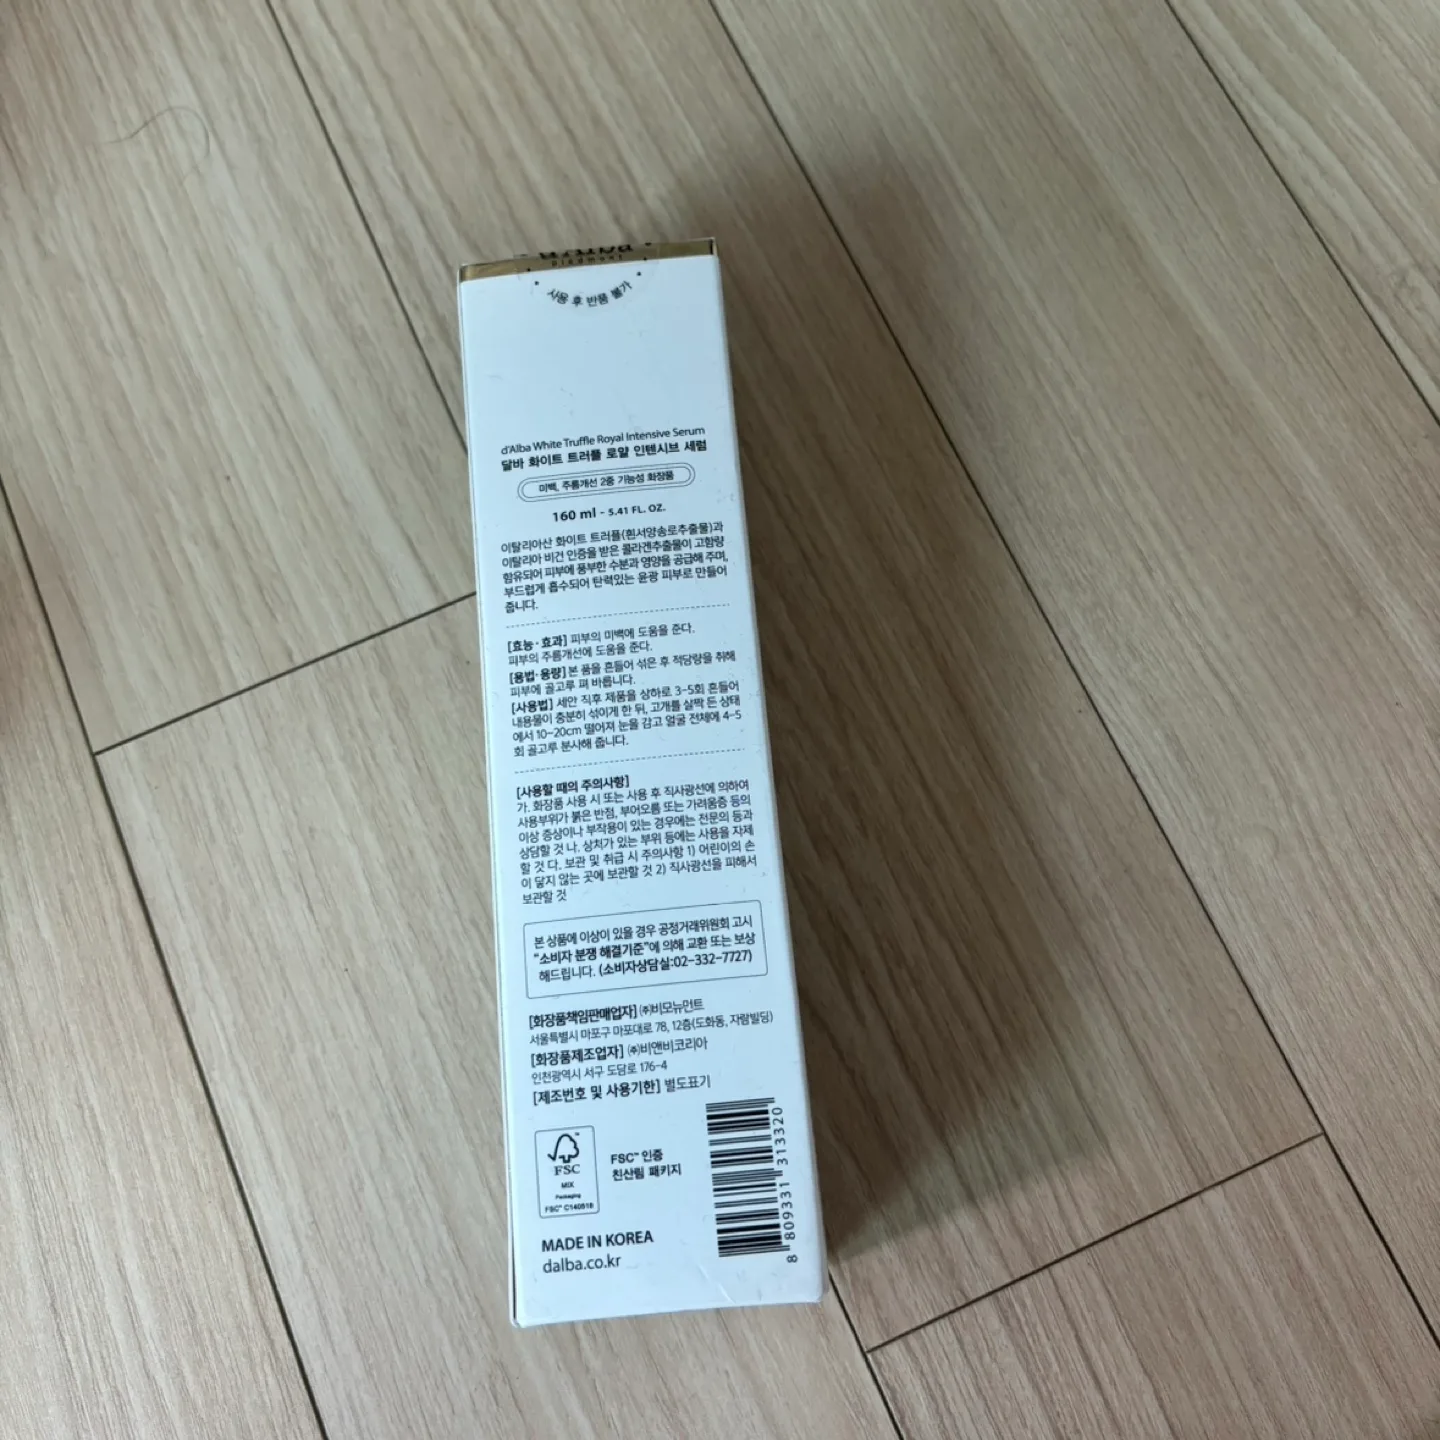 d'Alba
Piedmont
사용 후 반품 불가
d'Alba White Truffle Royal Intensive Serum
달바 화이트 트러플 로얄 인텐시브 세럼
미백, 주름개선 2중 기능성 화장품
160 ml - 5.41 FL. OZ.
이탈리아산 화이트 트러플(흰서양송로추출물)과
이탈리아 비건 인증을 받은 콜라겐추출물이 고함량
함유되어 피부에 풍부한 수분과 영양을 공급해 주며,
부드럽게 흡수되어 탄력있는 윤광 피부로 만들어
줍니다.
[효능·효과] 피부의 미백에 도움을 준다.
피부의 주름개선에 도움을 준다.
[용법·용량] 본 품을 흔들어 섞은 후 적당량을 취해
피부에 골고루 펴 바릅니다.
[사용법] 세안 직후 제품을 상하로 3-5회 흔들어
내용물이 충분히 섞이게 한 뒤, 고개를 살짝 든 상태
에서 10-20cm 떨어져 눈을 감고 얼굴 전체에 4-5
회 골고루 분사해 줍니다.
[사용할 때의 주의사항]
가. 화장품 사용 시 또는 사용 후 직사광선에 의하여
사용부위가 붉은 반점, 부어오름 또는 가려움증 등의
이상 증상이나 부작용이 있는 경우에는 전문의 등과
상담할 것 나. 상처가 있는 부위 등에는 사용을 자제
할 것 다. 보관 및 취급 시 주의사항 1) 어린이의 손
이 닿지 않는 곳에 보관할 것 2) 직사광선을 피해서
보관할 것
본 상품에 이상이 있을 경우 공정거래위원회 고시
"소비자 분쟁 해결기준"에 의해 교환 또는 보상
해드립니다. (소비자상담실:02-332-7727)
[화장품책임판매업자] ㈜비모뉴먼트
서울특별시 마포구 마포대로 78, 12층(도화동, 자람빌딩)
[화장품제조업자] ㈜비앤비코리아
인천광역시 서구 도담로 176-4
[제조번호 및 사용기한] 별도표기
FSC
MIX
Packaging
FSC™ C140518
FSC™ 인증
친산림 패키지
MADE IN KOREA
dalba.co.kr
8 809331 313320